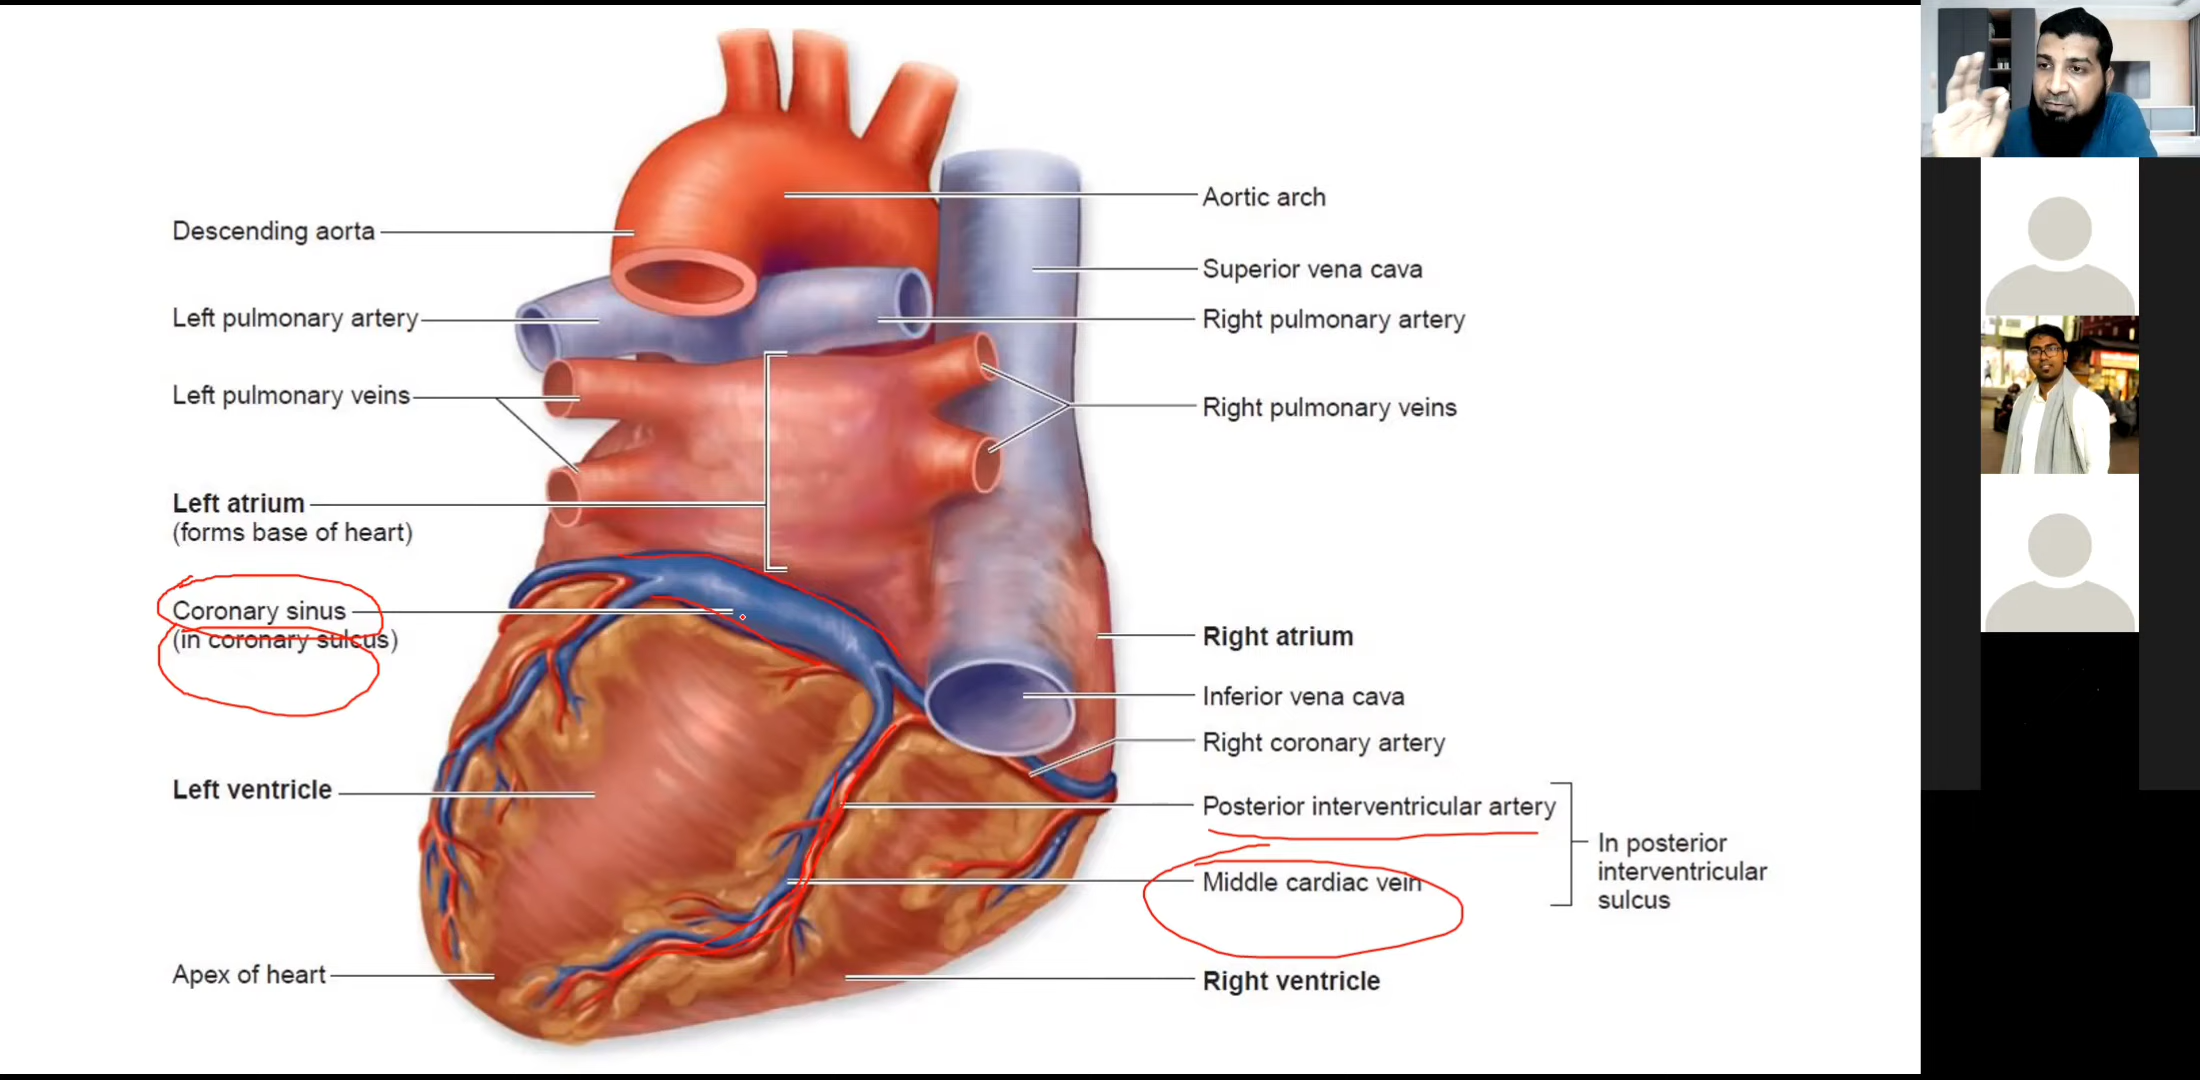 Descending aorta
Left pulmonary artery
Left pulmonary veins
Left atrium
(forms base of heart)
Coronary sinus
(in coronary sulcus)
Left ventricle
Apex of heart
Aortic arch
Superior vena cava
Right pulmonary artery
Right pulmonary veins
Right atrium
Inferior vena cava
Right coronary artery
Posterior interventricular artery
Middle cardiac vein
In posterior
interventricular
sulcus
Right ventricle